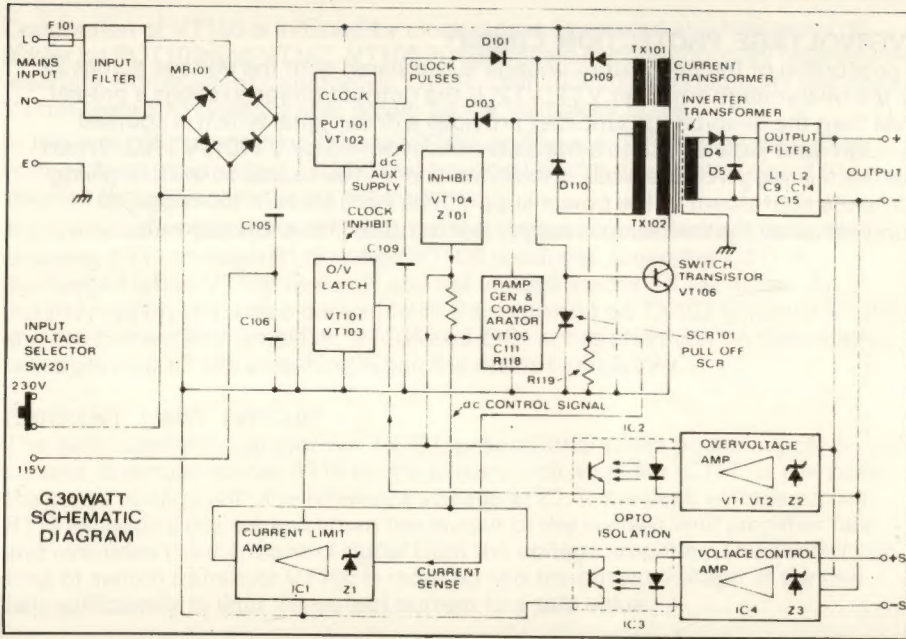 L
F101
MAINS
INPUT
N
E
INPUT
FILTER
MR101
CLOCK
PUT101
VT102
CLOCK
PULSES
D101
D103
D109
D110
TX101
CURRENT
TRANSFORMER
INVERTER
TRANSFORMER
TX102
D4
D5
OUTPUT
FILTER
L1 L2
C9 C14
C15
+
OUTPUT
−
dc
AUX
SUPPLY
INHIBIT
VT104
Z101
CLOCK
INHIBIT
O/V
LATCH
VT101
VT103
C105
C106
C109
RAMP
GEN &
COMP-
ARATOR
VT105
C111
R118
SWITCH
TRANSISTOR
VT106
SCR101
PULL OFF
SCR
R119
INPUT
VOLTAGE
SELECTOR
SW201
230V
115V
dc CONTROL SIGNAL
IC2
OVERVOLTAGE
AMP
VT1 VT2
Z2
OPTO
ISOLATION
VOLTAGE CONTROL
AMP
IC4
Z3
IC3
+S
−S
G30WATT
SCHEMATIC
DIAGRAM
CURRENT LIMIT
AMP
IC1
Z1
CURRENT
SENSE